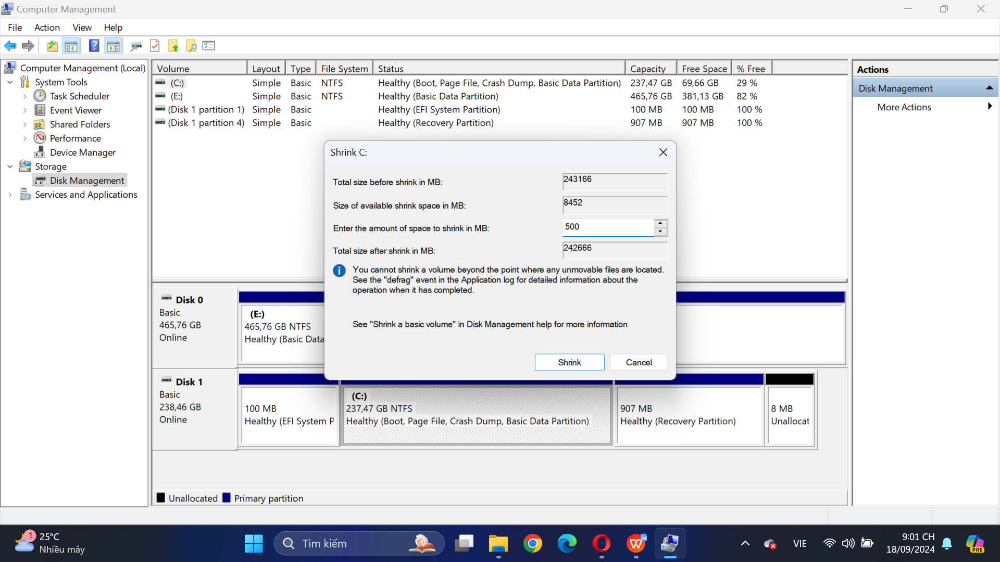 Computer Management
File Action View Help
Computer Management (Local)
System Tools
Task Scheduler
Event Viewer
Shared Folders
Performance
Device Manager
Storage
Disk Management
Services and Applications
Volume Layout Type File System Status Capacity Free Space % Free
(C:) Simple Basic NTFS Healthy (Boot, Page File, Crash Dump, Basic Data Partition) 237,47 GB 69,66 GB 29 %
(E:) Simple Basic NTFS Healthy (Basic Data Partition) 465,76 GB 381,13 GB 82 %
(Disk 1 partition 1) Simple Basic Healthy (EFI System Partition) 100 MB 100 MB 100 %
(Disk 1 partition 4) Simple Basic Healthy (Recovery Partition) 907 MB 907 MB 100 %
Actions
Disk Management
More Actions
Shrink C:
Total size before shrink in MB: 243166
Size of available shrink space in MB: 8452
Enter the amount of space to shrink in MB: 500
Total size after shrink in MB: 242666
You cannot shrink a volume beyond the point where any unmovable files are located.
See the "defrag" event in the Application log for detailed information about the
operation when it has completed.
See "Shrink a basic volume" in Disk Management help for more information
Shrink Cancel
Disk 0
Basic
465,76 GB
Online
(E:)
465,76 GB NTFS
Healthy (Basic Data
Disk 1
Basic
238,46 GB
Online
100 MB
Healthy (EFI System P
(C:)
237,47 GB NTFS
Healthy (Boot, Page File, Crash Dump, Basic Data Partition)
907 MB
Healthy (Recovery Partition)
8 MB
Unallocat
Unallocated Primary partition
1
25°C
Nhiều mây
Tìm kiếm
W
VIE
9:01 CH
18/09/2024
PRE